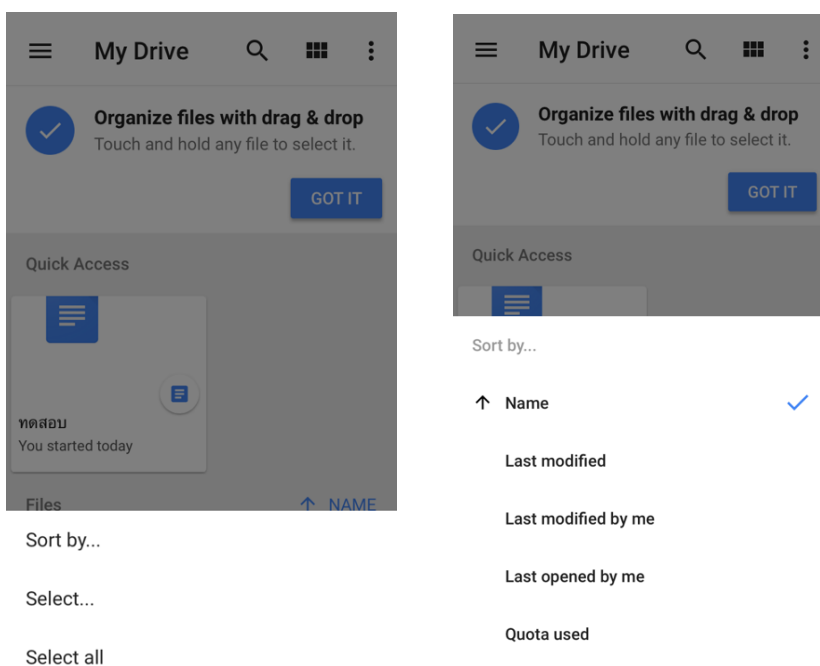 My Drive
Organize files with drag & drop
Touch and hold any file to select it.
GOT IT
Quick Access
ทดสอบ
You started today
Files
NAME
Sort by...
Select...
Select all
My Drive
Organize files with drag & drop
Touch and hold any file to select it.
GOT IT
Quick Access
Sort by...
Name
Last modified
Last modified by me
Last opened by me
Quota used